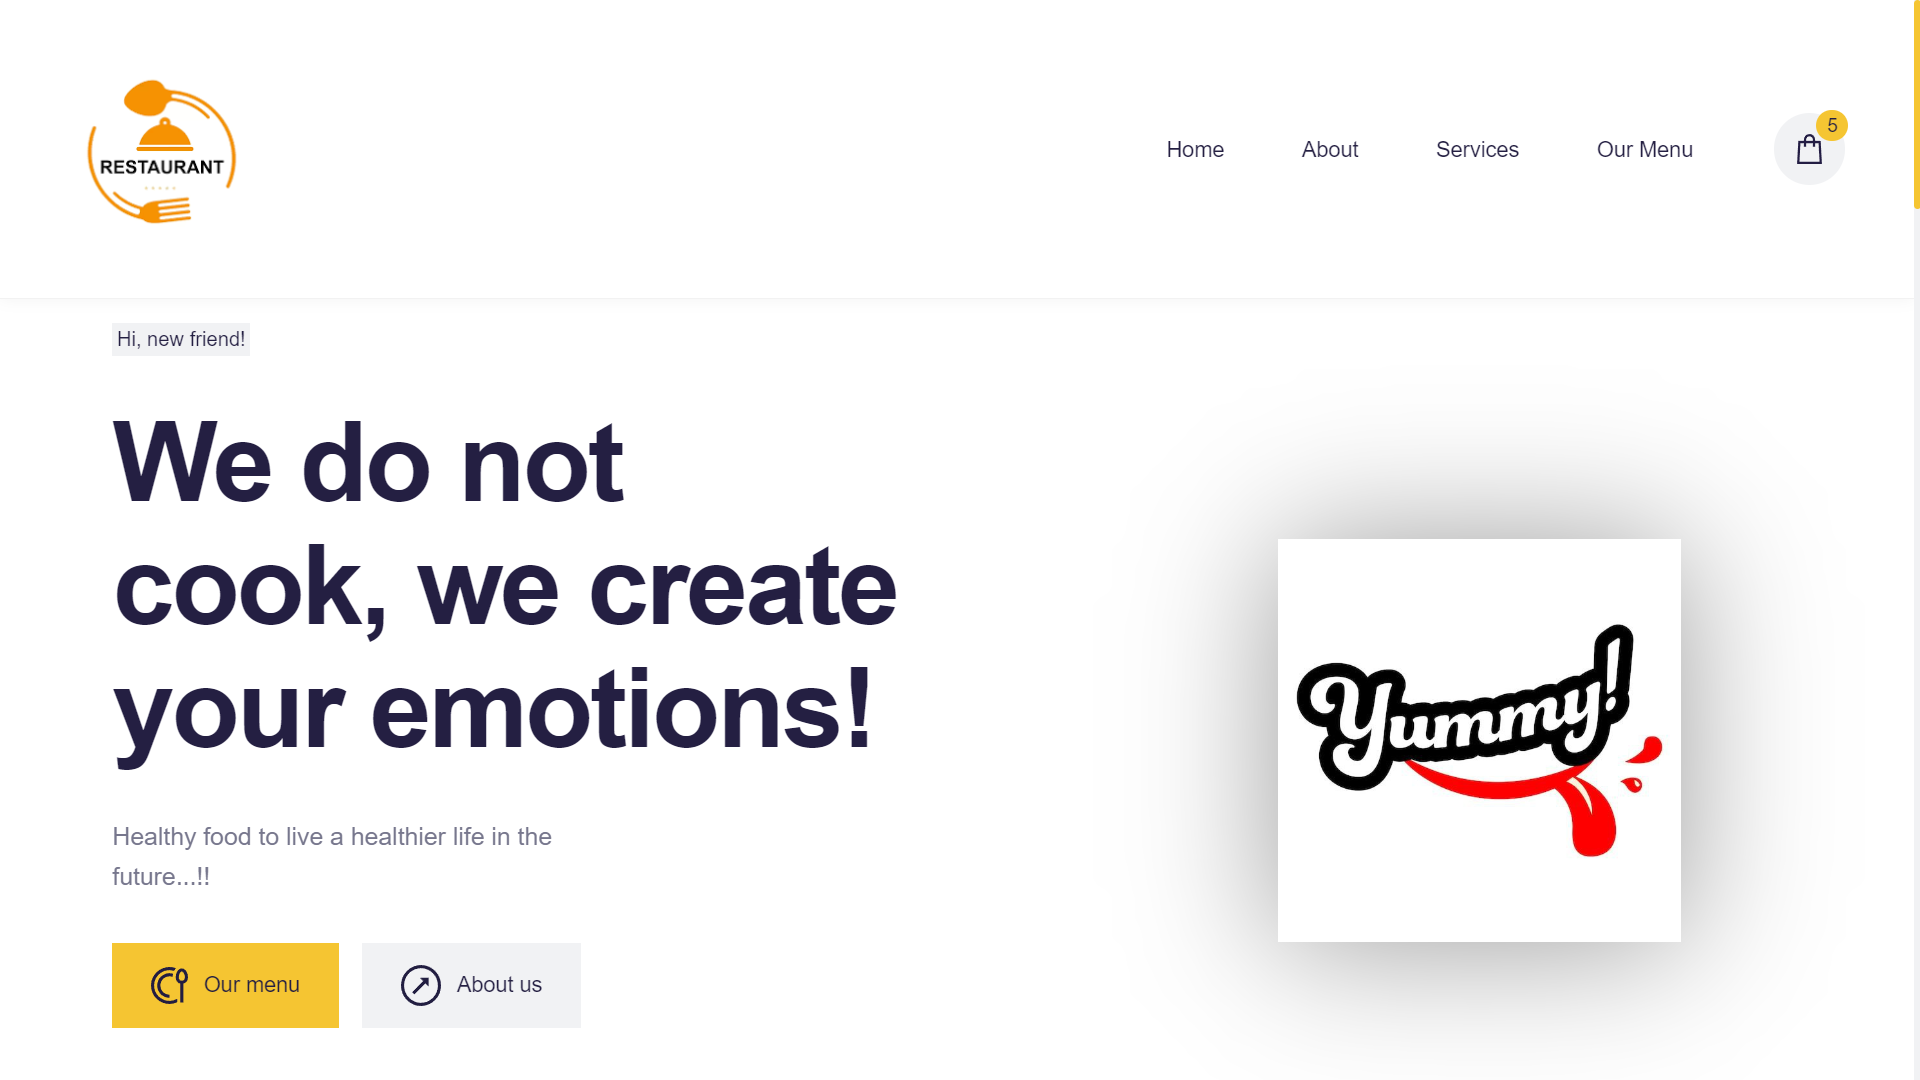 RESTAURANT
Home
About
Services
Our Menu
5
Hi, new friend!
We do not
cook, we create
your emotions!
Healthy food to live a healthier life in the
future...!!
Our menu
About us
Yummy!